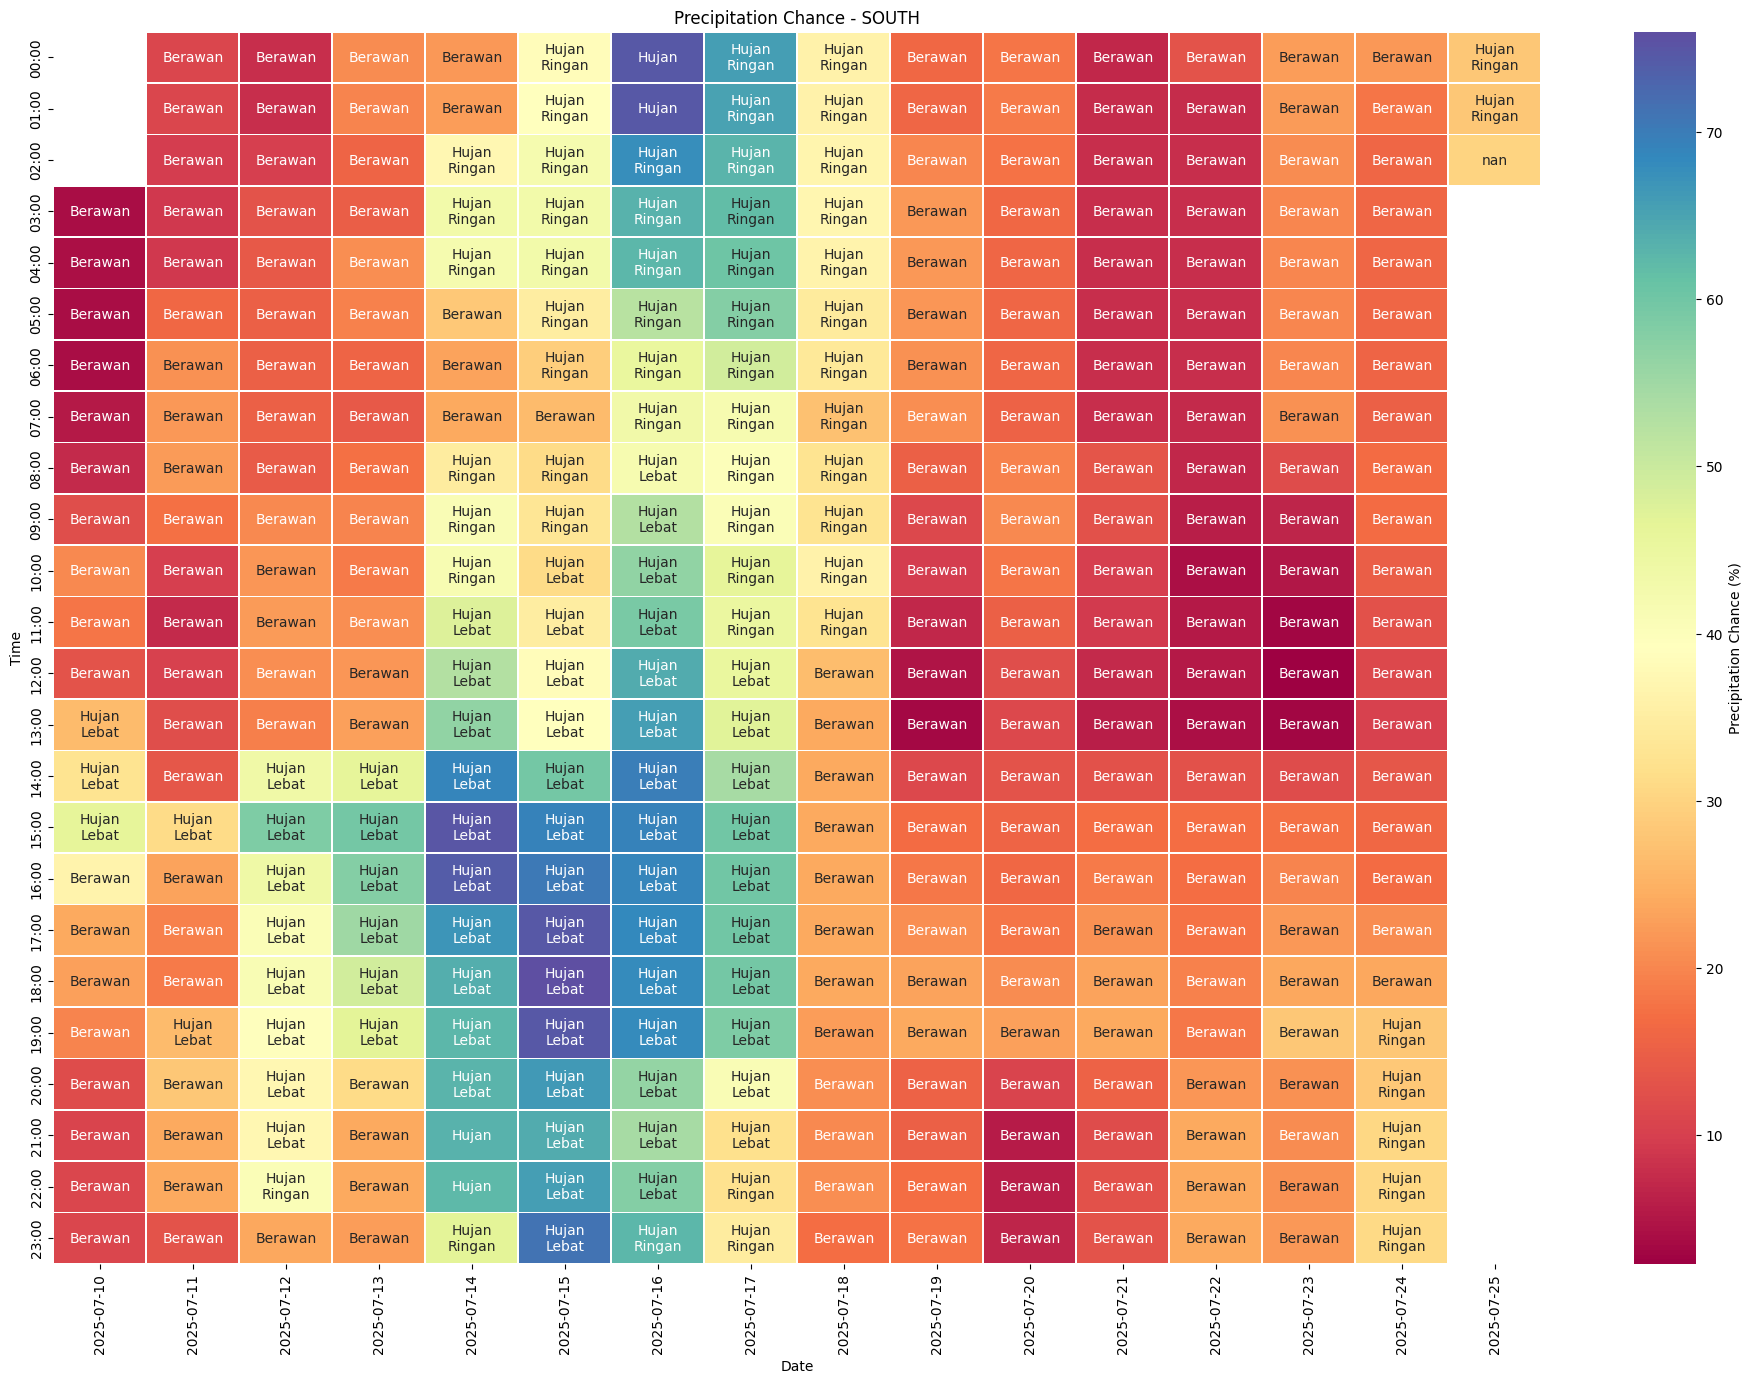 Precipitation Chance - SOUTH
00:00 Berawan Berawan Berawan Berawan Hujan Ringan Hujan Hujan Ringan Hujan Ringan Berawan Berawan Berawan Berawan Berawan Berawan Hujan Ringan
01:00 Berawan Berawan Berawan Berawan Hujan Ringan Hujan Hujan Ringan Hujan Ringan Berawan Berawan Berawan Berawan Berawan Berawan Hujan Ringan
02:00 Berawan Berawan Berawan Hujan Ringan Hujan Ringan Hujan Ringan Hujan Ringan Hujan Ringan Berawan Berawan Berawan Berawan Berawan Berawan nan
03:00 Berawan Berawan Berawan Berawan Hujan Ringan Hujan Ringan Hujan Ringan Hujan Ringan Hujan Ringan Berawan Berawan Berawan Berawan Berawan Berawan
04:00 Berawan Berawan Berawan Berawan Hujan Ringan Hujan Ringan Hujan Ringan Hujan Ringan Hujan Ringan Berawan Berawan Berawan Berawan Berawan Berawan
05:00 Berawan Berawan Berawan Berawan Berawan Hujan Ringan Hujan Ringan Hujan Ringan Hujan Ringan Berawan Berawan Berawan Berawan Berawan Berawan
06:00 Berawan Berawan Berawan Berawan Berawan Hujan Ringan Hujan Ringan Hujan Ringan Hujan Ringan Berawan Berawan Berawan Berawan Berawan Berawan
07:00 Berawan Berawan Berawan Berawan Berawan Berawan Hujan Ringan Hujan Ringan Hujan Ringan Berawan Berawan Berawan Berawan Berawan Berawan
08:00 Berawan Berawan Berawan Berawan Hujan Ringan Hujan Ringan Hujan Lebat Hujan Ringan Hujan Ringan Berawan Berawan Berawan Berawan Berawan Berawan
09:00 Berawan Berawan Berawan Berawan Hujan Ringan Hujan Ringan Hujan Lebat Hujan Ringan Hujan Ringan Berawan Berawan Berawan Berawan Berawan Berawan
10:00 Berawan Berawan Berawan Berawan Hujan Ringan Hujan Lebat Hujan Lebat Hujan Ringan Hujan Ringan Berawan Berawan Berawan Berawan Berawan Berawan
11:00 Berawan Berawan Berawan Berawan Hujan Lebat Hujan Lebat Hujan Lebat Hujan Ringan Hujan Ringan Berawan Berawan Berawan Berawan Berawan Berawan
12:00 Berawan Berawan Berawan Berawan Hujan Lebat Hujan Lebat Hujan Lebat Hujan Lebat Berawan Berawan Berawan Berawan Berawan Berawan Berawan
13:00 Hujan Lebat Berawan Berawan Berawan Hujan Lebat Hujan Lebat Hujan Lebat Hujan Lebat Berawan Berawan Berawan Berawan Berawan Berawan Berawan
14:00 Hujan Lebat Berawan Hujan Lebat Hujan Lebat Hujan Lebat Hujan Lebat Hujan Lebat Hujan Lebat Berawan Berawan Berawan Berawan Berawan Berawan Berawan
15:00 Hujan Lebat Hujan Lebat Hujan Lebat Hujan Lebat Hujan Lebat Hujan Lebat Hujan Lebat Hujan Lebat Berawan Berawan Berawan Berawan Berawan Berawan Berawan
16:00 Berawan Berawan Hujan Lebat Hujan Lebat Hujan Lebat Hujan Lebat Hujan Lebat Hujan Lebat Berawan Berawan Berawan Berawan Berawan Berawan Berawan
17:00 Berawan Berawan Hujan Lebat Hujan Lebat Hujan Lebat Hujan Lebat Hujan Lebat Hujan Lebat Berawan Berawan Berawan Berawan Berawan Berawan Berawan
18:00 Berawan Berawan Hujan Lebat Hujan Lebat Hujan Lebat Hujan Lebat Hujan Lebat Hujan Lebat Berawan Berawan Berawan Berawan Berawan Berawan Berawan
19:00 Berawan Hujan Lebat Hujan Lebat Hujan Lebat Hujan Lebat Hujan Lebat Hujan Lebat Hujan Lebat Berawan Berawan Berawan Berawan Berawan Berawan Hujan Ringan
20:00 Berawan Berawan Hujan Lebat Berawan Hujan Lebat Hujan Lebat Hujan Lebat Hujan Lebat Berawan Berawan Berawan Berawan Berawan Berawan Hujan Ringan
21:00 Berawan Berawan Hujan Lebat Berawan Hujan Hujan Lebat Hujan Lebat Hujan Lebat Berawan Berawan Berawan Berawan Berawan Berawan Hujan Ringan
22:00 Berawan Berawan Hujan Ringan Berawan Hujan Hujan Lebat Hujan Lebat Hujan Ringan Berawan Berawan Berawan Berawan Berawan Berawan Hujan Ringan
23:00 Berawan Berawan Berawan Berawan Hujan Ringan Hujan Lebat Hujan Ringan Hujan Ringan Berawan Berawan Berawan Berawan Berawan Berawan Hujan Ringan
Time
2025-07-10 2025-07-11 2025-07-12 2025-07-13 2025-07-14 2025-07-15 2025-07-16 2025-07-17 2025-07-18 2025-07-19 2025-07-20 2025-07-21 2025-07-22 2025-07-23 2025-07-24 2025-07-25
Date
70
60
50
40
30
20
10
Precipitation Chance (%)